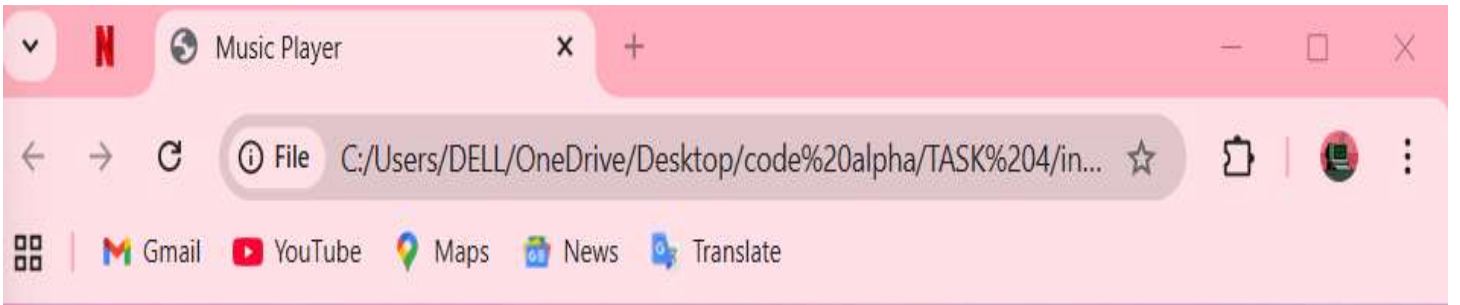 N Music Player
File C:/Users/DELL/OneDrive/Desktop/code%20alpha/TASK%204/in...
Gmail YouTube Maps News Translate